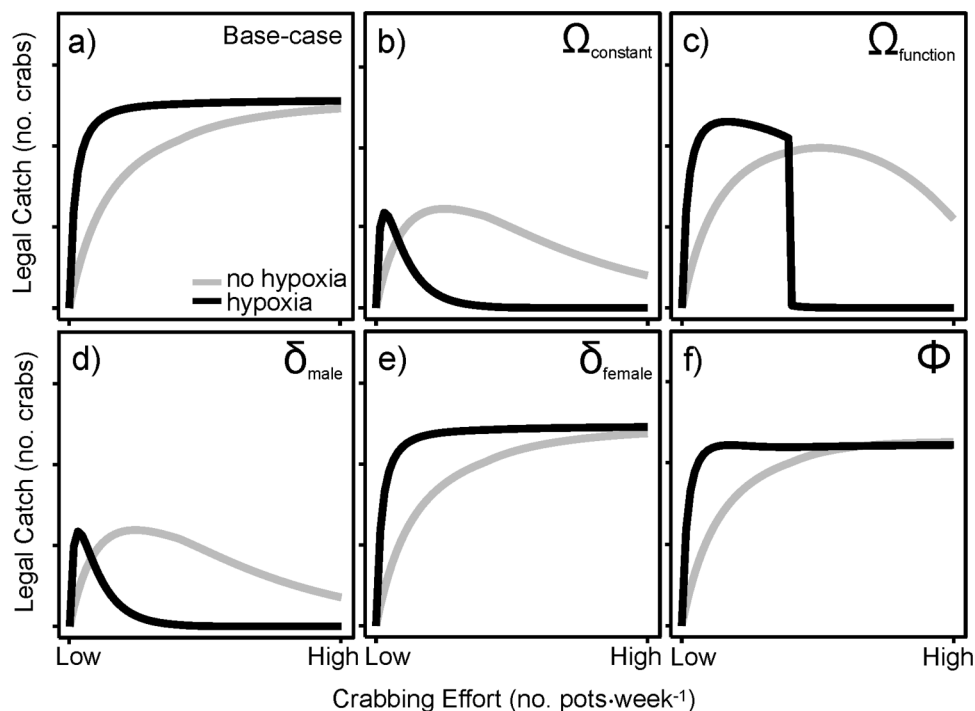 a) Base-case
b) Ωconstant
c) Ωfunction
Legal Catch (no. crabs)
no hypoxia
hypoxia
d) δmale
e) δfemale
f) Φ
Legal Catch (no. crabs)
Low High Low High Low High
Crabbing Effort (no. pots·week⁻¹)